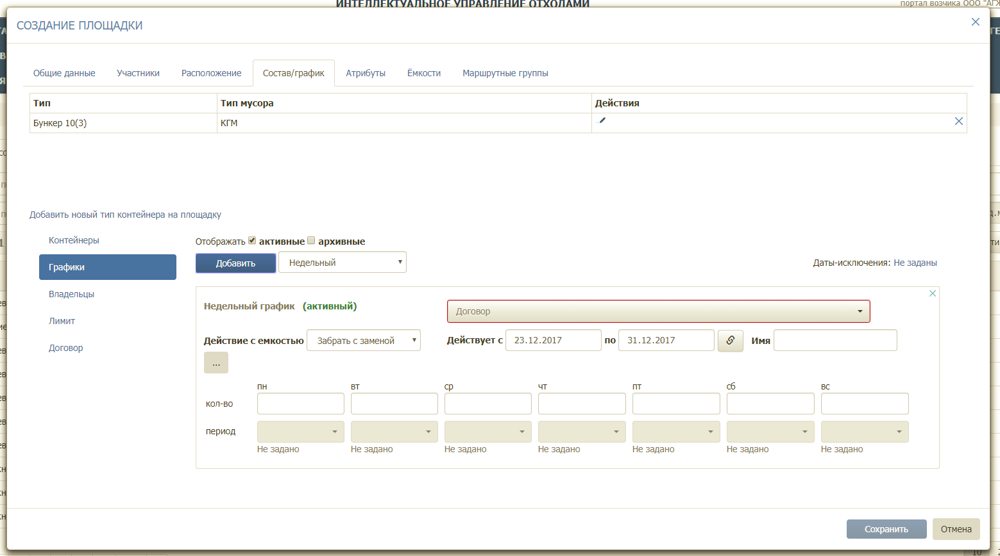 ИНТЕЛЛЕКТУАЛЬНОЕ УПРАВЛЕНИЕ ОТХОДАМИ
портал возчика ООО "АГЖ
СОЗДАНИЕ ПЛОЩАДКИ
Общие данные Участники Расположение Состав/график Атрибуты Ёмкости Маршрутные группы
Тип Тип мусора Действия
Бункер 10(3) КГМ
Добавить новый тип контейнера на площадку
Контейнеры
Графики
Владельцы
Лимит
Договор
Отображать активные архивные
Добавить Недельный Даты-исключения: Не заданы
Недельный график (активный) Договор
Действие с емкостью Забрать с заменой Действует с 23.12.2017 по 31.12.2017 Имя
...
пн вт ср чт пт сб вс
кол-во
период
Не задано Не задано Не задано Не задано Не задано Не задано Не задано
Сохранить Отмена
10